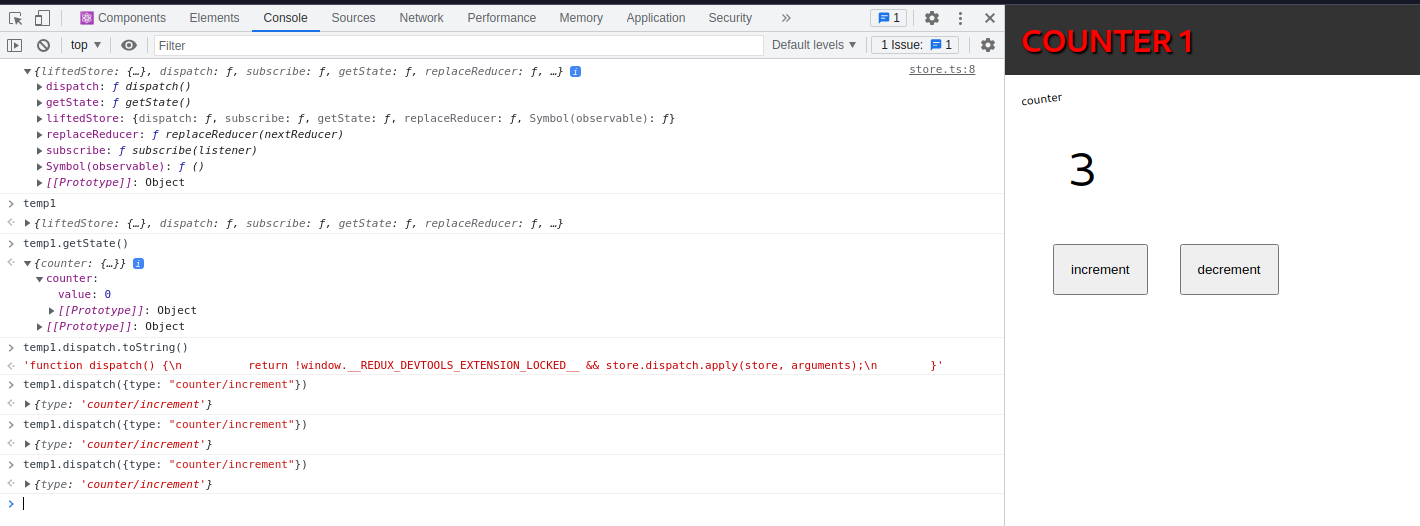 Components Elements Console Sources Network Performance Memory Application Security » 1
top Filter Default levels 1 Issue: 1
{liftedStore: {…}, dispatch: ƒ, subscribe: ƒ, getState: ƒ, replaceReducer: ƒ, …} i store.ts:8
dispatch: ƒ dispatch()
getState: ƒ getState()
liftedStore: {dispatch: ƒ, subscribe: ƒ, getState: ƒ, replaceReducer: ƒ, Symbol(observable): ƒ}
replaceReducer: ƒ replaceReducer(nextReducer)
subscribe: ƒ subscribe(listener)
Symbol(observable): ƒ ()
[[Prototype]]: Object
temp1
{liftedStore: {…}, dispatch: ƒ, subscribe: ƒ, getState: ƒ, replaceReducer: ƒ, …}
temp1.getState()
{counter: {…}} i
counter:
value: 0
[[Prototype]]: Object
[[Prototype]]: Object
temp1.dispatch.toString()
'function dispatch() {\n          return !window.__REDUX_DEVTOOLS_EXTENSION_LOCKED__ && store.dispatch.apply(store, arguments);\n        }'
temp1.dispatch({type: "counter/increment"})
{type: 'counter/increment'}
temp1.dispatch({type: "counter/increment"})
{type: 'counter/increment'}
temp1.dispatch({type: "counter/increment"})
{type: 'counter/increment'}
COUNTER 1
counter
3
increment decrement